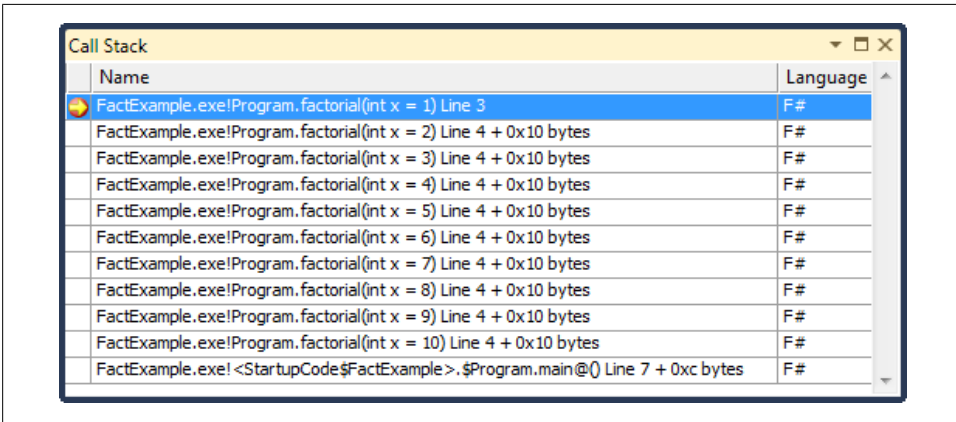 Call Stack
Name Language
FactExample.exe!Program.factorial(int x = 1) Line 3 F#
FactExample.exe!Program.factorial(int x = 2) Line 4 + 0x10 bytes F#
FactExample.exe!Program.factorial(int x = 3) Line 4 + 0x10 bytes F#
FactExample.exe!Program.factorial(int x = 4) Line 4 + 0x10 bytes F#
FactExample.exe!Program.factorial(int x = 5) Line 4 + 0x10 bytes F#
FactExample.exe!Program.factorial(int x = 6) Line 4 + 0x10 bytes F#
FactExample.exe!Program.factorial(int x = 7) Line 4 + 0x10 bytes F#
FactExample.exe!Program.factorial(int x = 8) Line 4 + 0x10 bytes F#
FactExample.exe!Program.factorial(int x = 9) Line 4 + 0x10 bytes F#
FactExample.exe!Program.factorial(int x = 10) Line 4 + 0x10 bytes F#
FactExample.exe!<StartupCode$FactExample>.$Program.main@() Line 7 + 0xc bytes F#